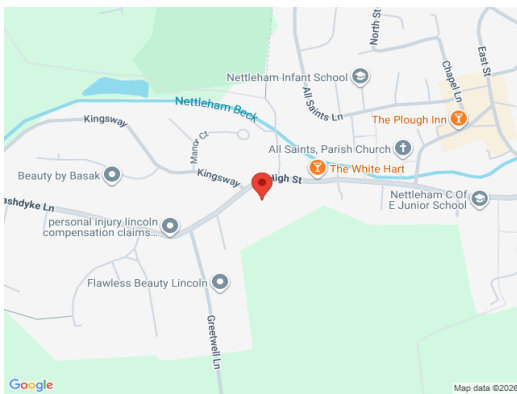 North St
East St
Chapel Ln
Nettleham Infant School
Nettleham Beck
All Saints Ln
The Plough Inn
Kingsway
Manor Ct
All Saints, Parish Church
The White Hart
Beauty by Basak
Kingsway
High St
Nettleham C Of
E Junior School
ashdyke Ln
personal injury lincoln
compensation claims...
Flawless Beauty Lincoln
Greetwell Ln
Google
Map data ©2026